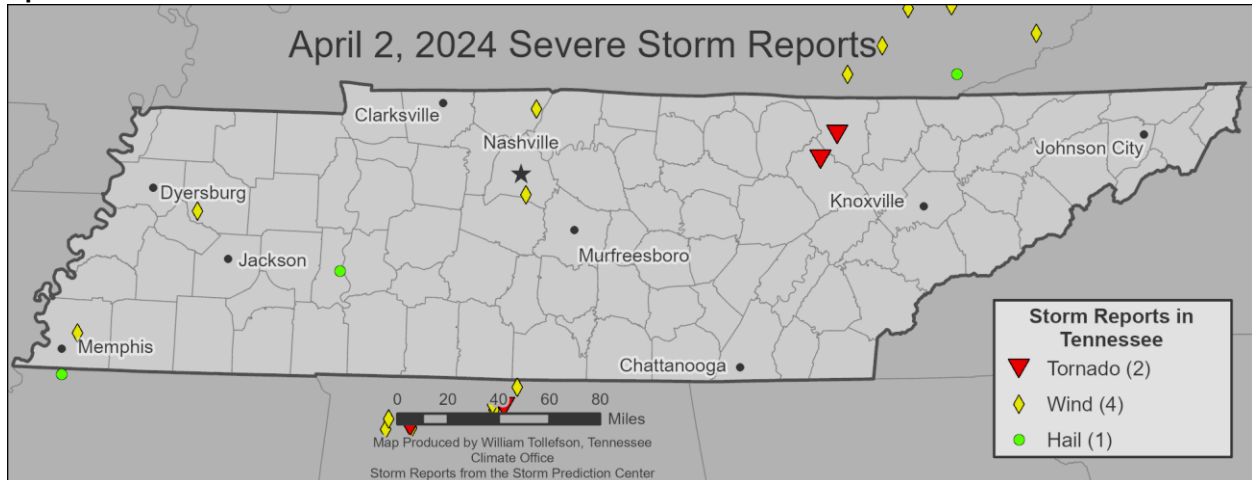 April 2, 2024 Severe Storm Reports
Clarksville
Nashville
Johnson City
Dyersburg
Knoxville
Murfreesboro
Jackson
Memphis
Chattanooga
Storm Reports in
Tennessee
Tornado (2)
Wind (4)
Hail (1)
0 20 40 60 80
Miles
Map Produced by William Tollefson, Tennessee
Climate Office
Storm Reports from the Storm Prediction Center